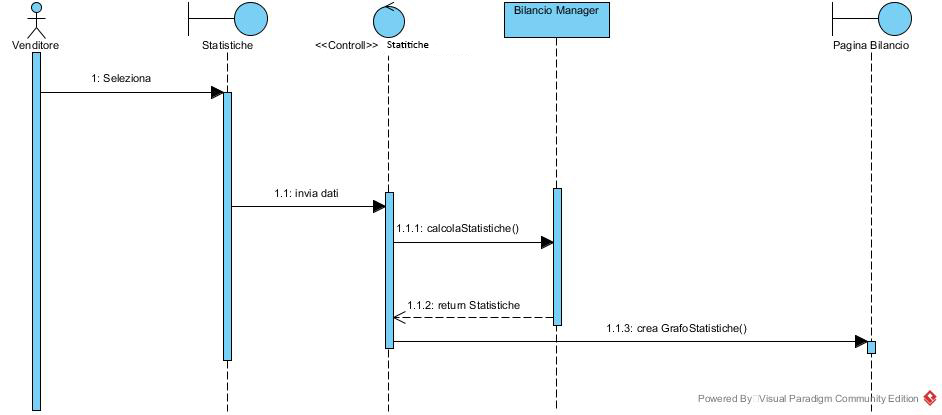 Bilancio Manager
Venditore
Statistiche
<<Controll>> Statitiche
Pagina Bilancio
1: Seleziona
1.1: invia dati
1.1.1: calcolaStatistiche()
1.1.2: return Statistiche
1.1.3: crea GrafoStatistiche()
Powered By Visual Paradigm Community Edition